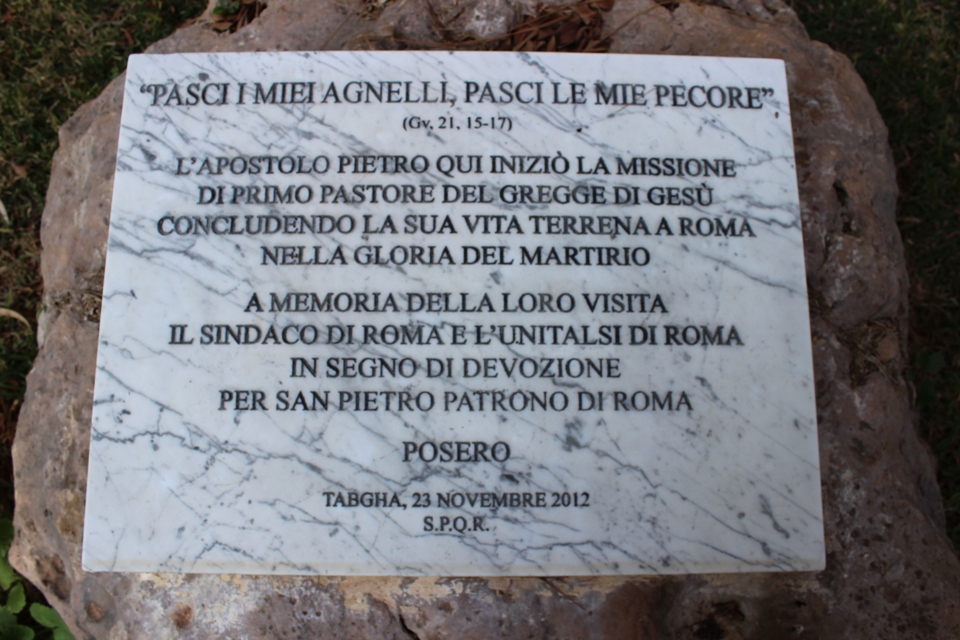 “PASCI I MIEI AGNELLI, PASCI LE MIE PECORE”
(Gv, 21, 15-17)
L’APOSTOLO PIETRO QUI INIZIÒ LA MISSIONE
DI PRIMO PASTORE DEL GREGGE DI GESÙ
CONCLUDENDO LA SUA VITA TERRENA A ROMA
NELLA GLORIA DEL MARTIRIO
A MEMORIA DELLA LORO VISITA
IL SINDACO DI ROMA E L’UNITALSI DI ROMA
IN SEGNO DI DEVOZIONE
PER SAN PIETRO PATRONO DI ROMA
POSERO
TABGHA, 23 NOVEMBRE 2012
S.P.Q.R.